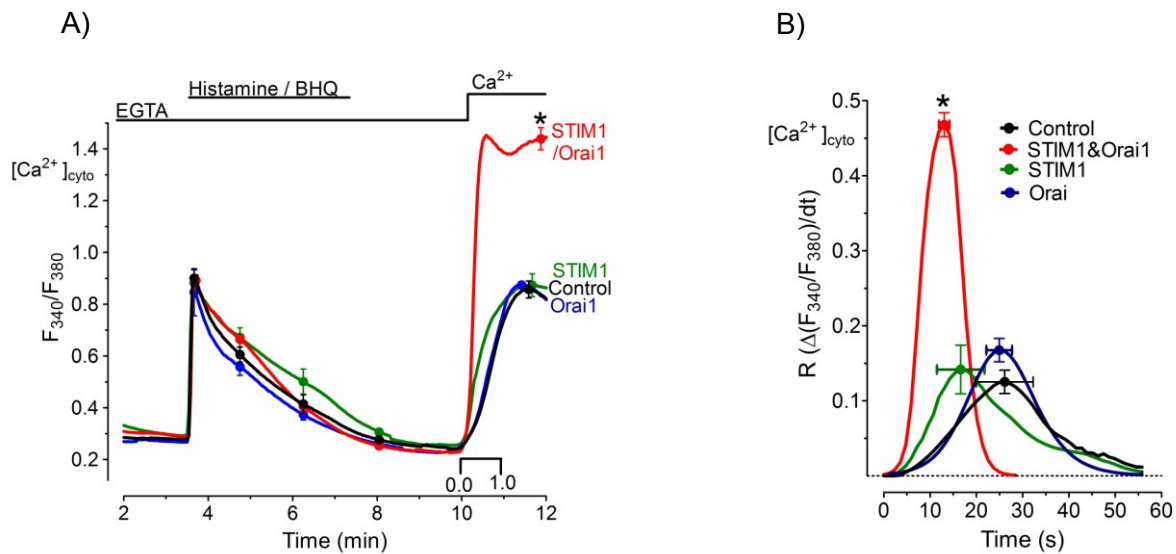 A)
Histamine / BHQ
Ca2+
EGTA
*
STIM1
/Orai1
1.4
[Ca2+]cyto
1.2
1.0
0.8
0.6
0.4
0.2
F340/F380
STIM1
Control
Orai1
0.0
1.0
2
4
6
8
10
12
Time (min)
B)
*
0.5
[Ca2+]cyto
0.4
0.3
0.2
0.1
R (Δ(F340/F380)/dt)
Control
STIM1&Orai1
STIM1
Orai
0
10
20
30
40
50
60
Time (s)